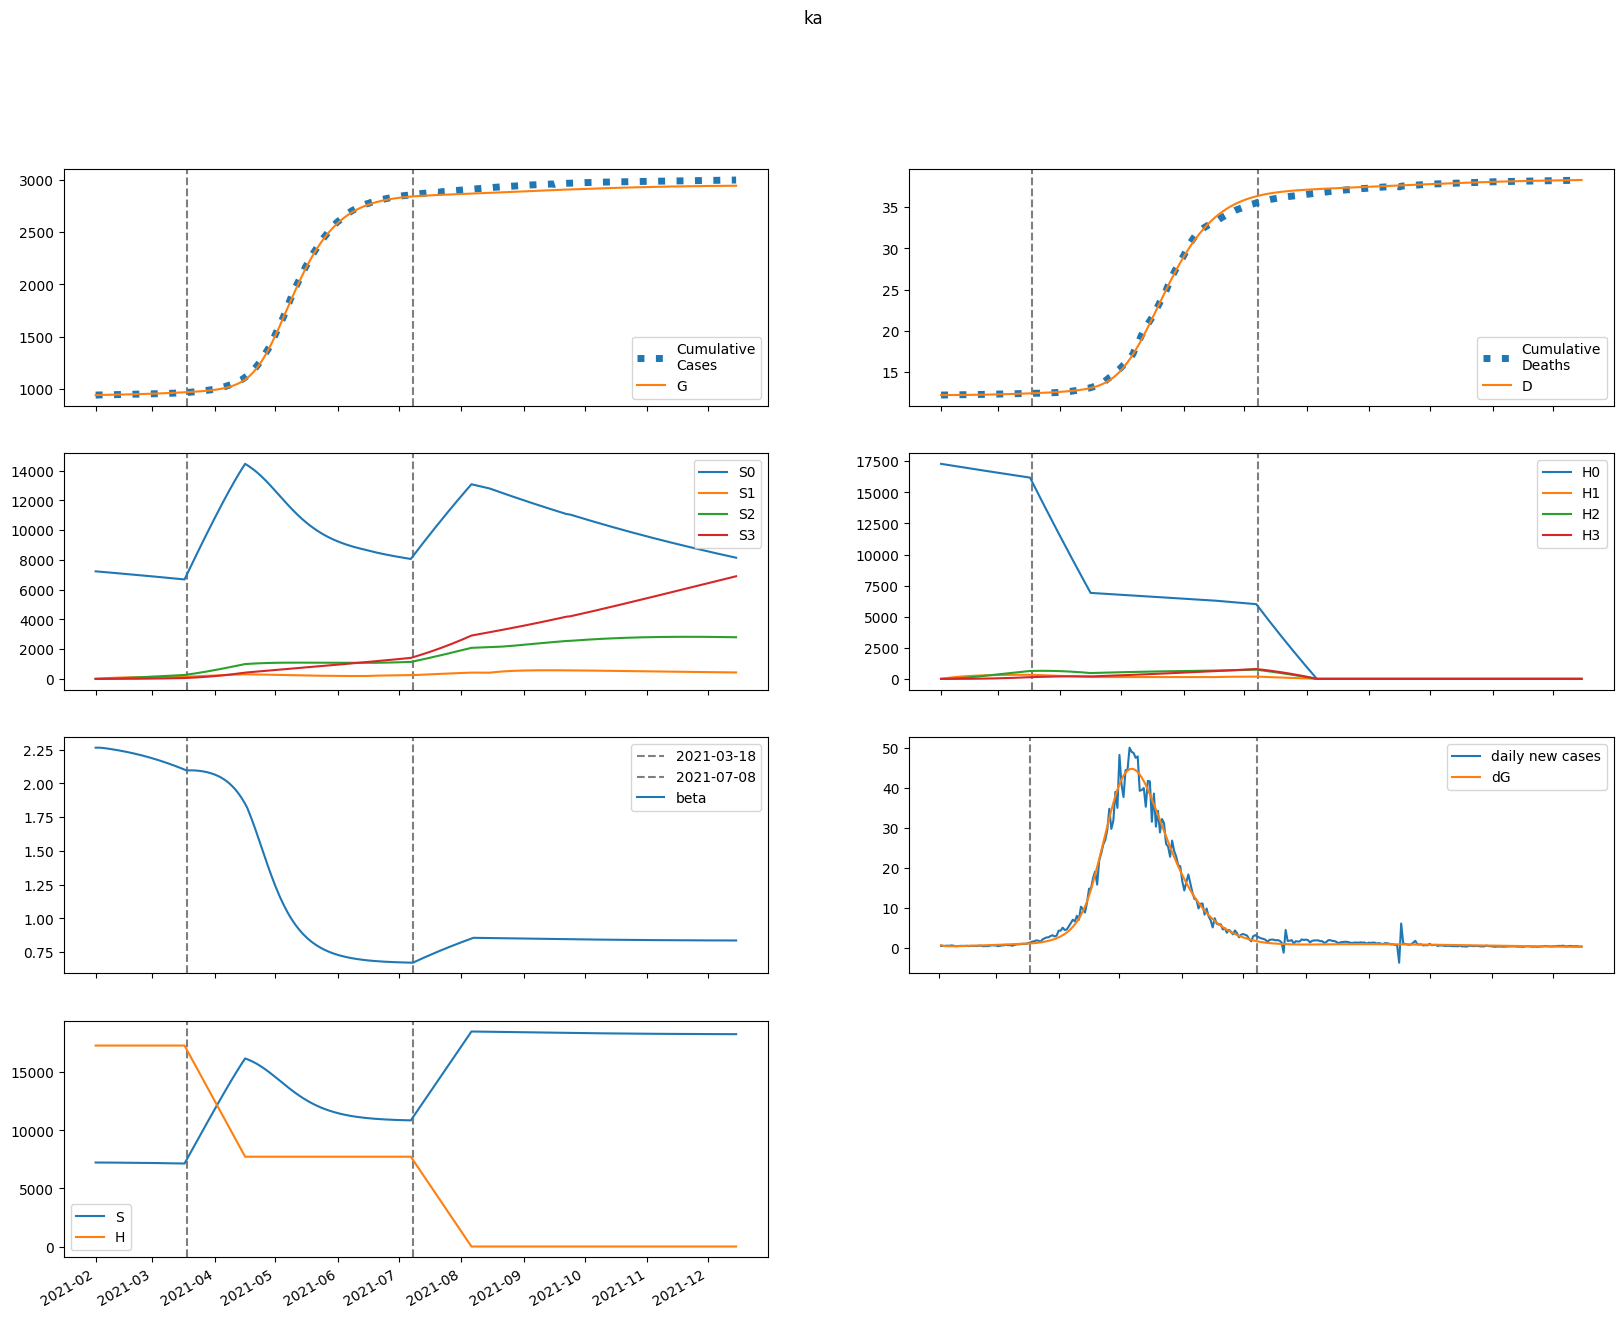 ka
3000
2500
2000
1500
1000
Cumulative
Cases
G
35
30
25
20
15
Cumulative
Deaths
D
14000
12000
10000
8000
6000
4000
2000
0
S0
S1
S2
S3
17500
15000
12500
10000
7500
5000
2500
0
H0
H1
H2
H3
2.25
2.00
1.75
1.50
1.25
1.00
0.75
2021-03-18
2021-07-08
beta
50
40
30
20
10
0
daily new cases
dG
15000
10000
5000
0
S
H
2021-02
2021-03
2021-04
2021-05
2021-06
2021-07
2021-08
2021-09
2021-10
2021-11
2021-12